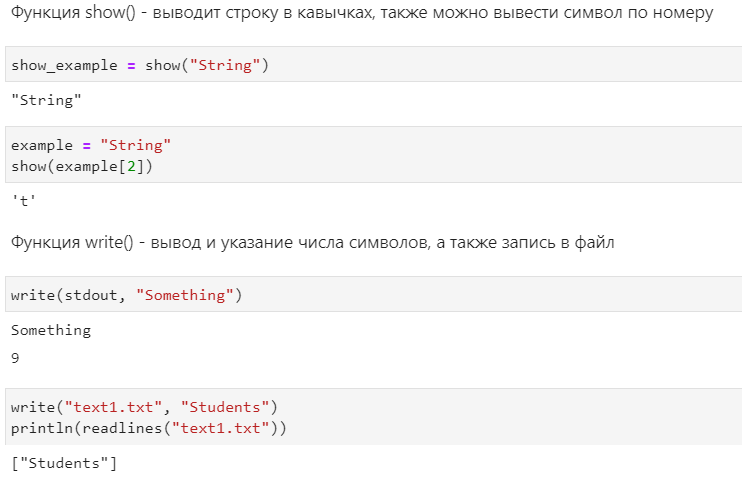 Функция show() - выводит строку в кавычках, также можно вывести символ по номеру
show_example = show("String")
"String"
example = "String"
show(example[2])
't'
Функция write() - вывод и указание числа символов, а также запись в файл
write(stdout, "Something")
Something
9
write("text1.txt", "Students")
println(readlines("text1.txt"))
["Students"]